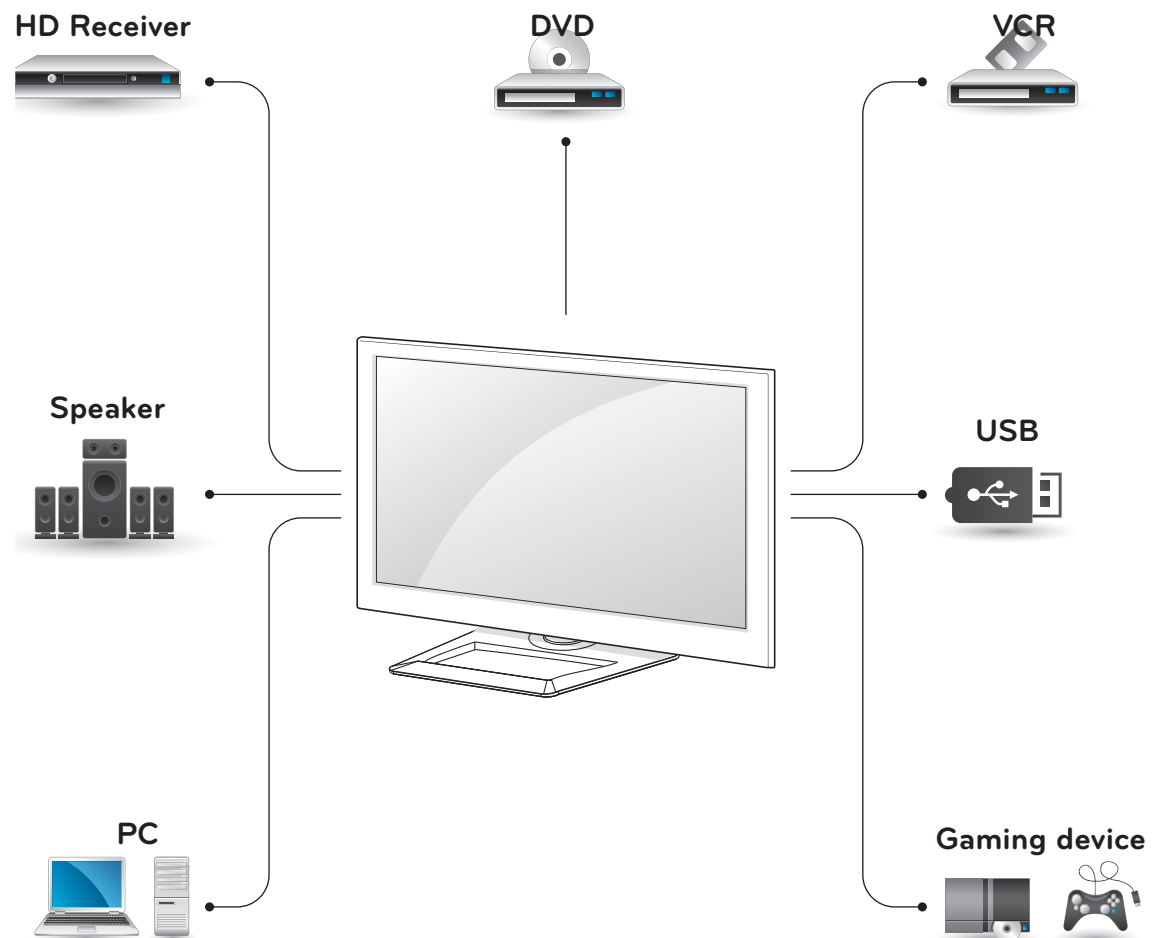 HD Receiver
DVD
VCR
Speaker
USB
PC
Gaming device